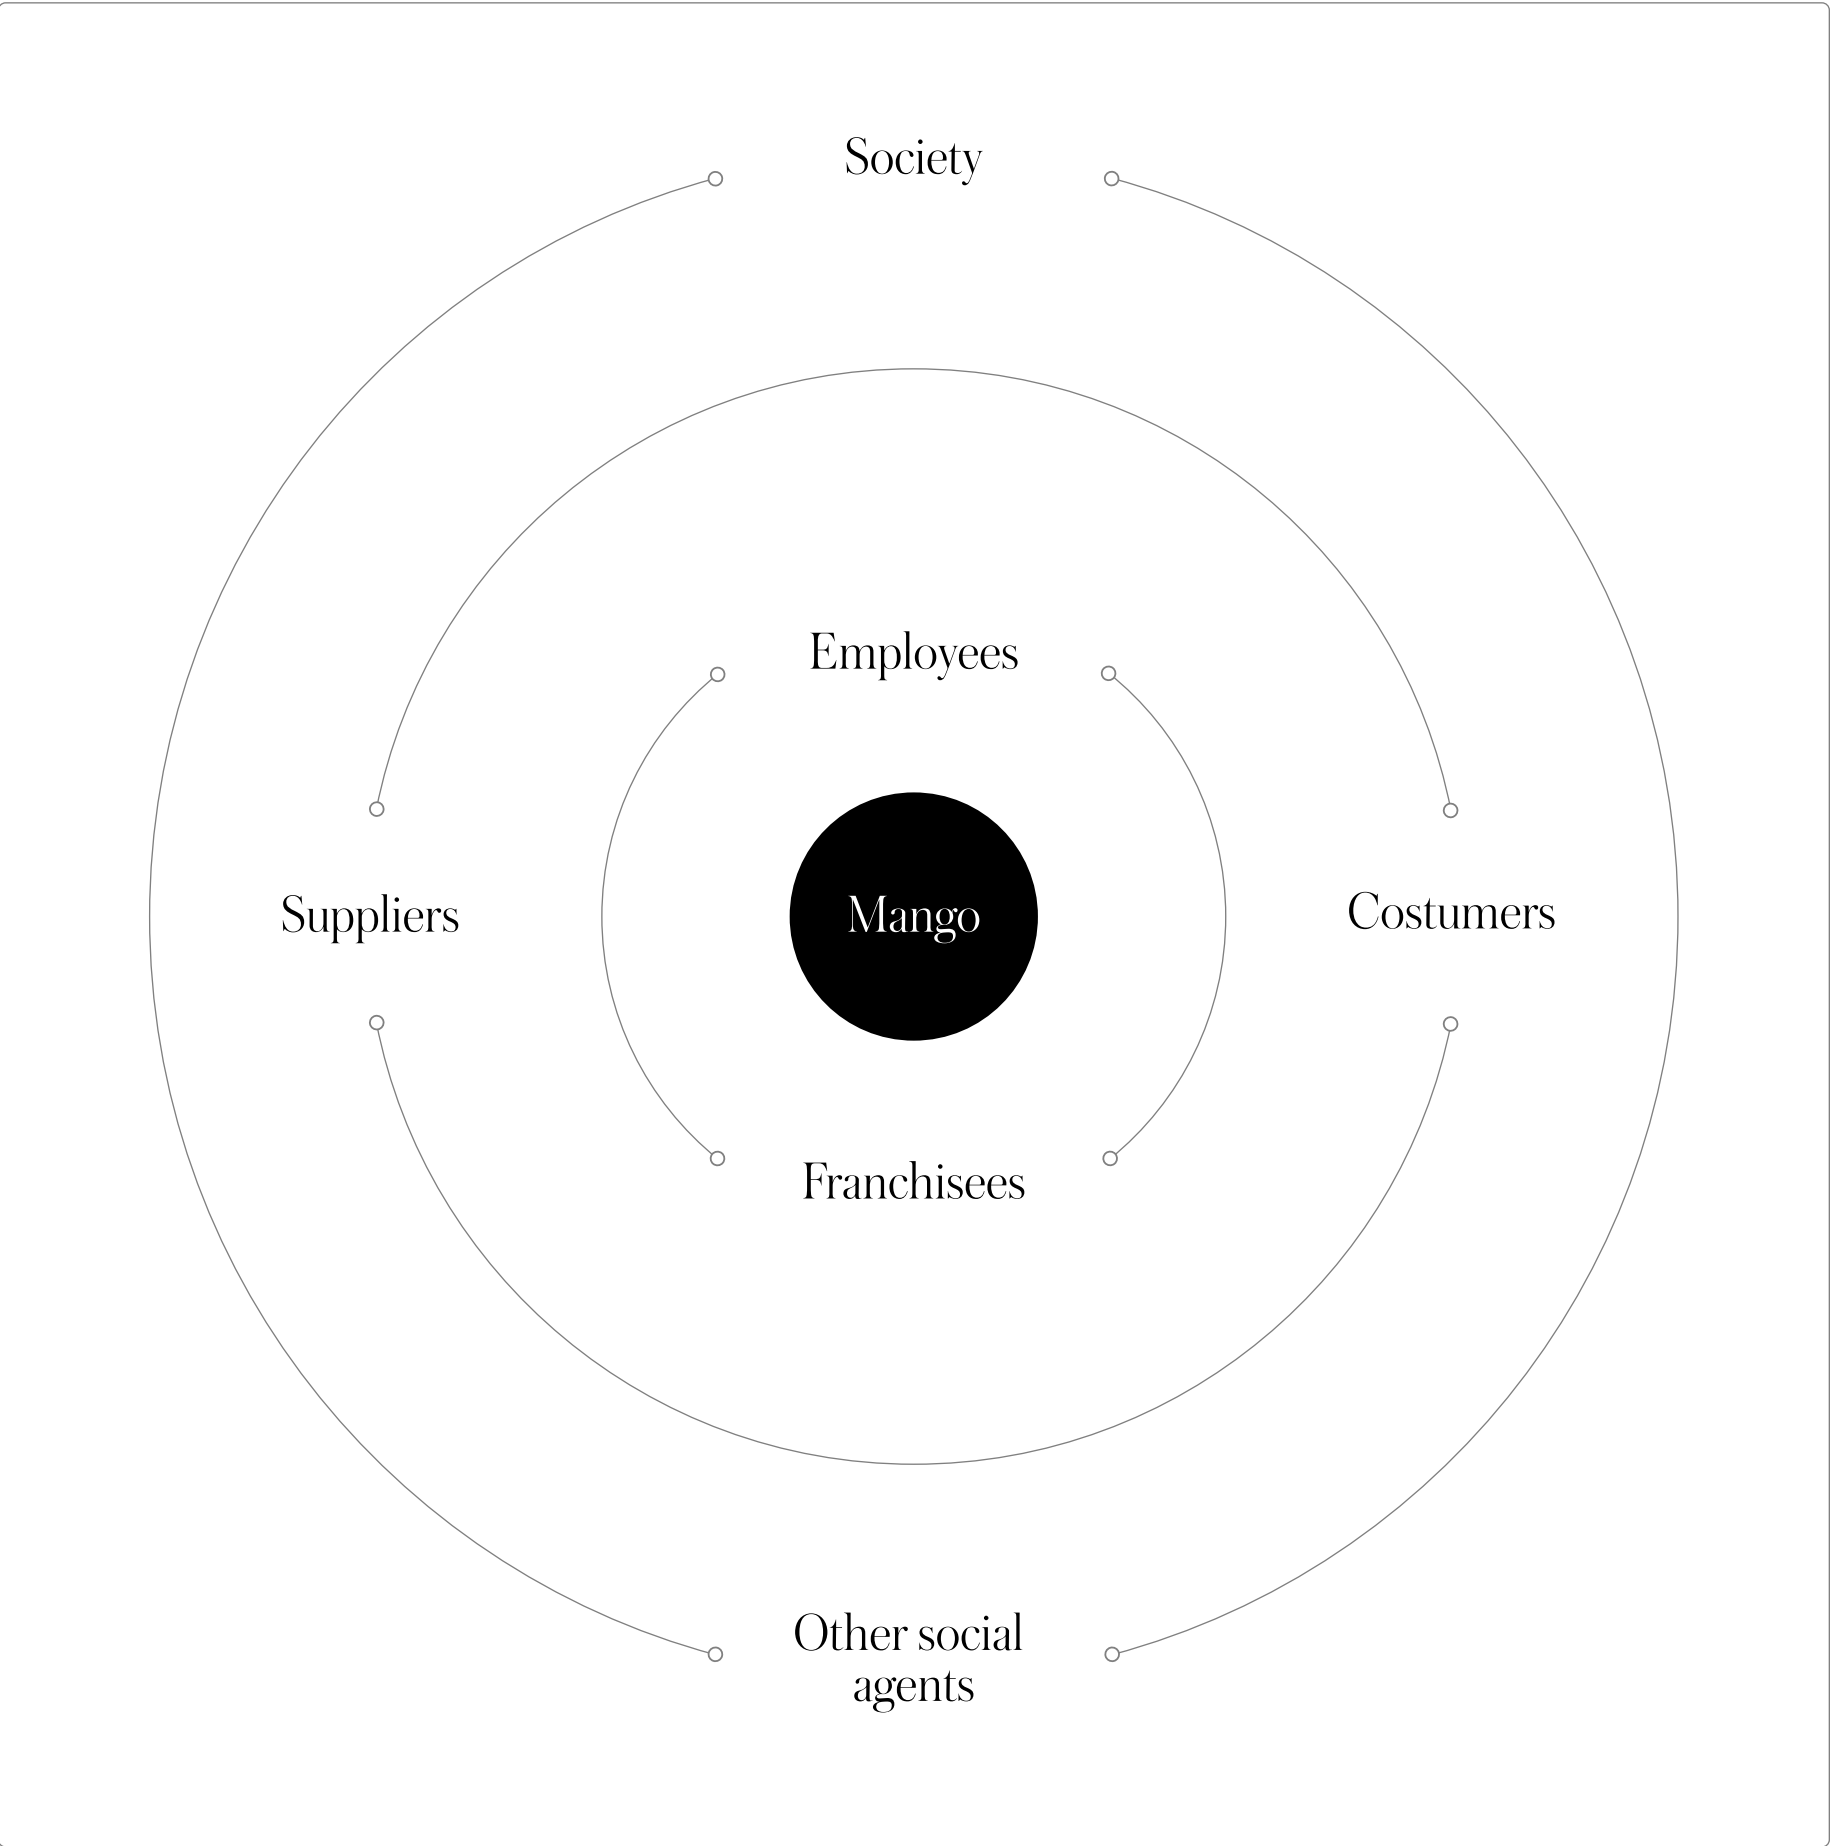 Society
Employees
Suppliers
Mango
Costumers
Franchisees
Other social
agents